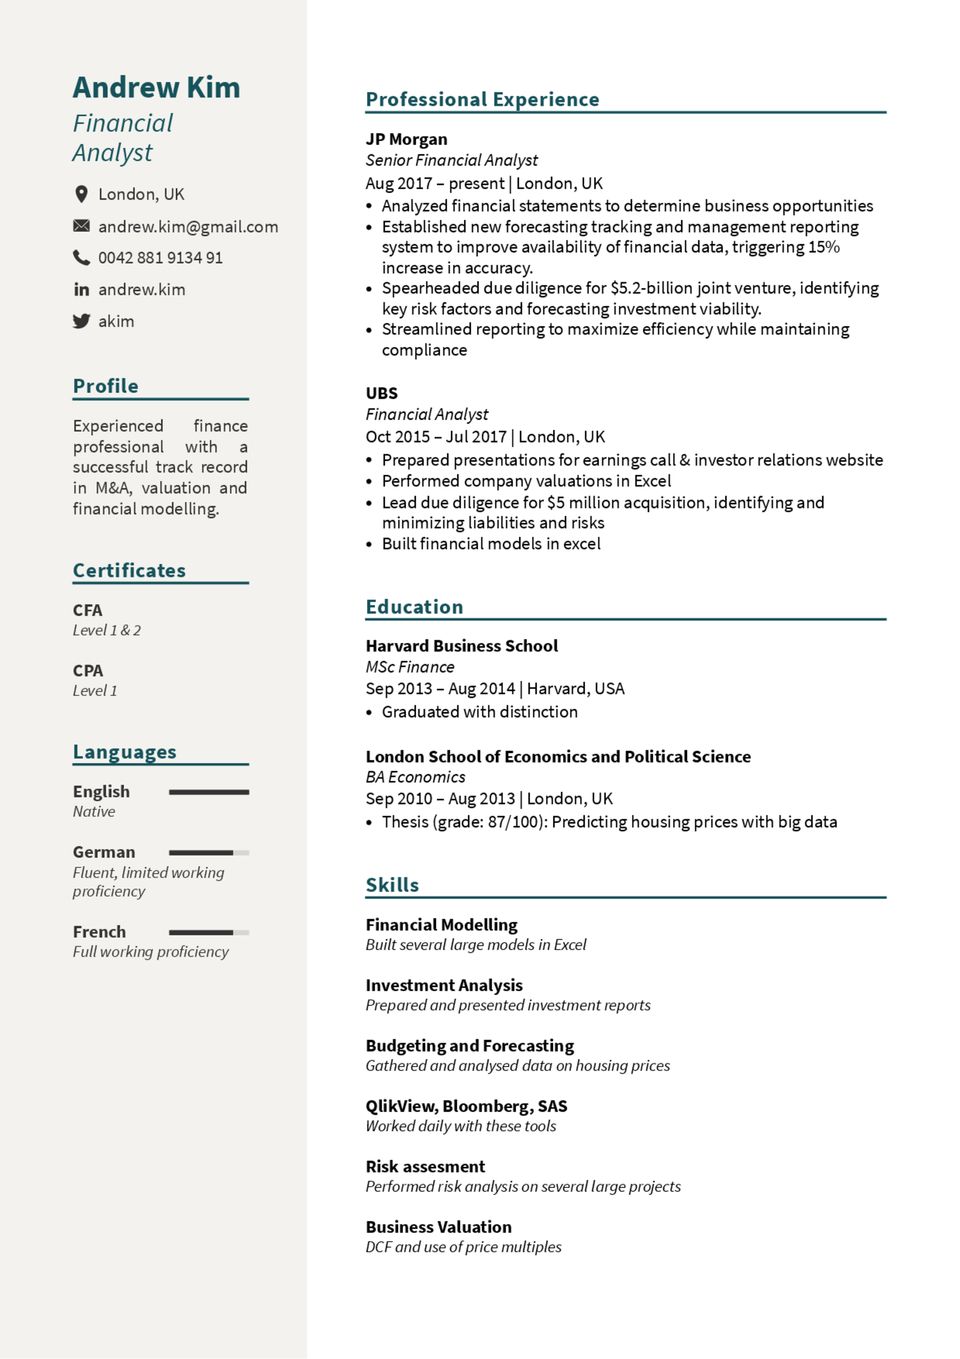 Andrew Kim
Financial
Analyst
London, UK
andrew.kim@gmail.com
0042 881 9134 91
andrew.kim
akim
Profile
Experienced finance
professional with a
successful track record
in M&A, valuation and
financial modelling.
Certificates
CFA
Level 1 & 2
CPA
Level 1
Languages
English
Native
German
Fluent, limited working
proficiency
French
Full working proficiency
Professional Experience
JP Morgan
Senior Financial Analyst
Aug 2017 – present | London, UK
• Analyzed financial statements to determine business opportunities
• Established new forecasting tracking and management reporting
system to improve availability of financial data, triggering 15%
increase in accuracy.
• Spearheaded due diligence for $5.2-billion joint venture, identifying
key risk factors and forecasting investment viability.
• Streamlined reporting to maximize efficiency while maintaining
compliance
UBS
Financial Analyst
Oct 2015 – Jul 2017 | London, UK
• Prepared presentations for earnings call & investor relations website
• Performed company valuations in Excel
• Lead due diligence for $5 million acquisition, identifying and
minimizing liabilities and risks
• Built financial models in excel
Education
Harvard Business School
MSc Finance
Sep 2013 – Aug 2014 | Harvard, USA
• Graduated with distinction
London School of Economics and Political Science
BA Economics
Sep 2010 – Aug 2013 | London, UK
• Thesis (grade: 87/100): Predicting housing prices with big data
Skills
Financial Modelling
Built several large models in Excel
Investment Analysis
Prepared and presented investment reports
Budgeting and Forecasting
Gathered and analysed data on housing prices
QlikView, Bloomberg, SAS
Worked daily with these tools
Risk assesment
Performed risk analysis on several large projects
Business Valuation
DCF and use of price multiples